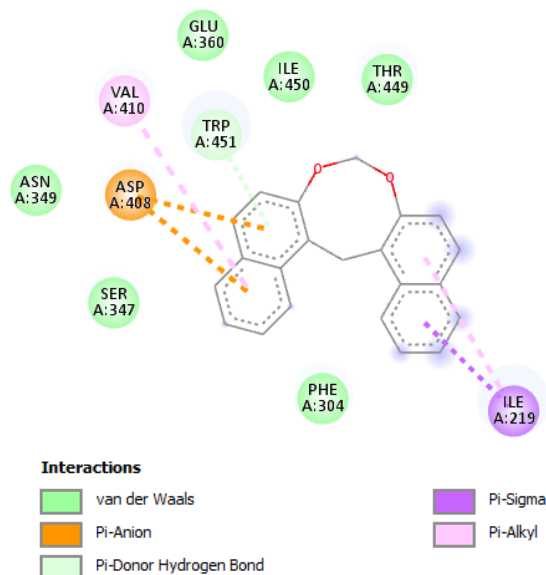 GLU
A:360
ILE
A:450
THR
A:449
VAL
A:410
TRP
A:451
O
O
ASN
A:349
ASP
A:408
SER
A:347
PHE
A:304
ILE
A:219
Interactions
van der Waals
Pi-Anion
Pi-Donor Hydrogen Bond
Pi-Sigma
Pi-Alkyl